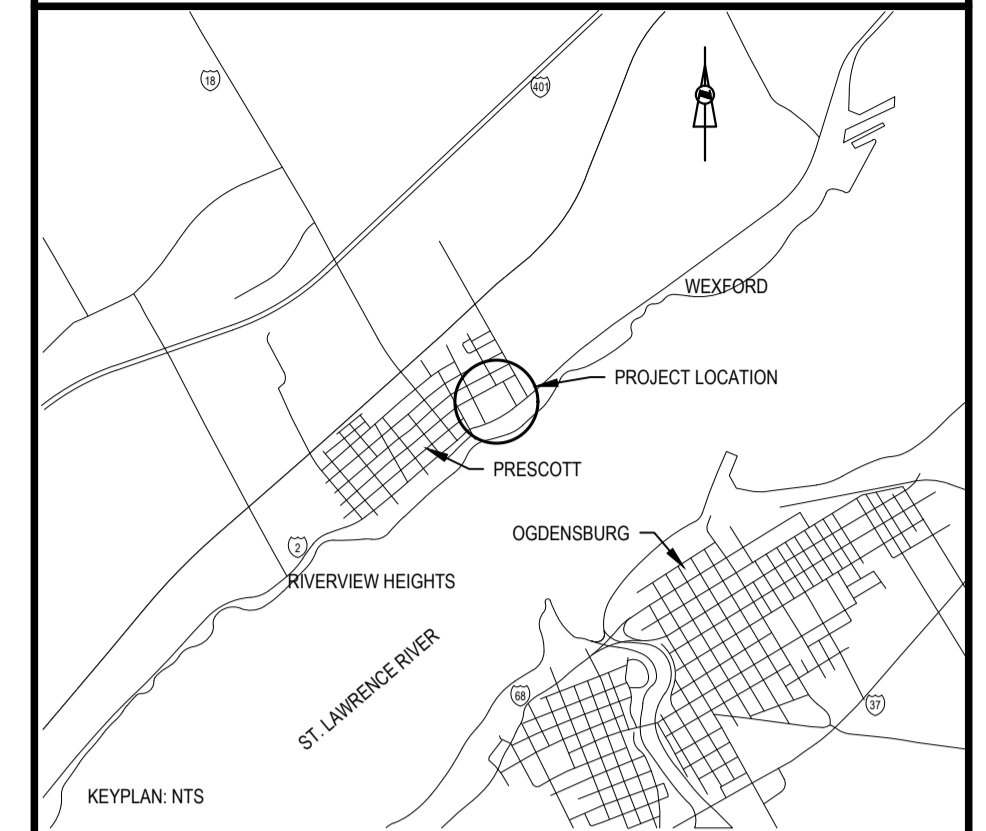 18
401
WEXFORD
PROJECT LOCATION
PRESCOTT
OGDENSBURG
2
RIVERVIEW HEIGHTS
ST. LAWRENCE RIVER
68
37
KEYPLAN: NTS